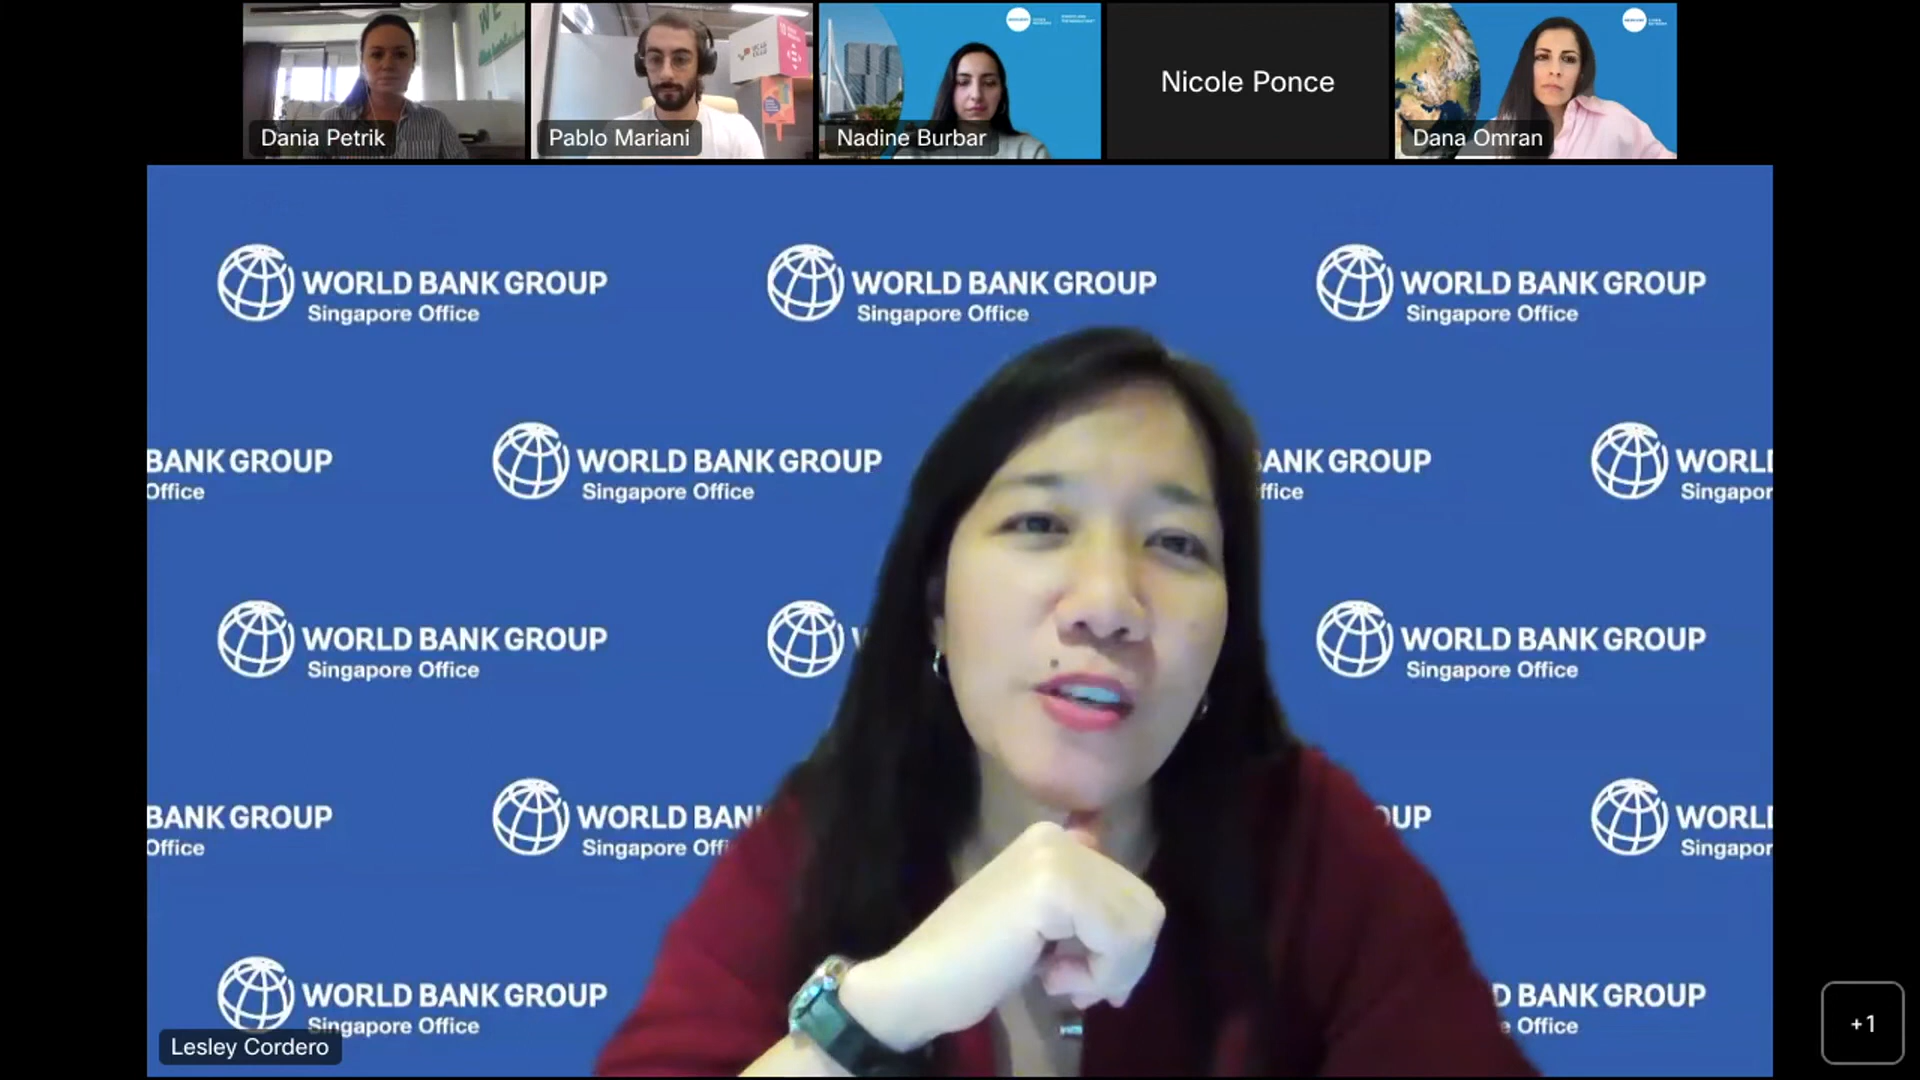 WE
Dania Petrik
Pablo Mariani
Nadine Burbar
Nicole Ponce
Dana Omran
WORLD BANK GROUP
Singapore Office
WORLD BANK GROUP
Singapore Office
WORLD BANK GROUP
Singapore Office
BANK GROUP
Office
WORLD BANK GROUP
Singapore Office
BANK GROUP
ffice
WORL
Singapor
WORLD BANK GROUP
Singapore Office
WORLD BANK GROUP
Singapore Office
BANK GROUP
Office
WORLD BAN
Singapore Offi
OUP
WORL
Singapor
WORLD BANK GROUP
Singapore Office
D BANK GROUP
e Office
Lesley Cordero
+1